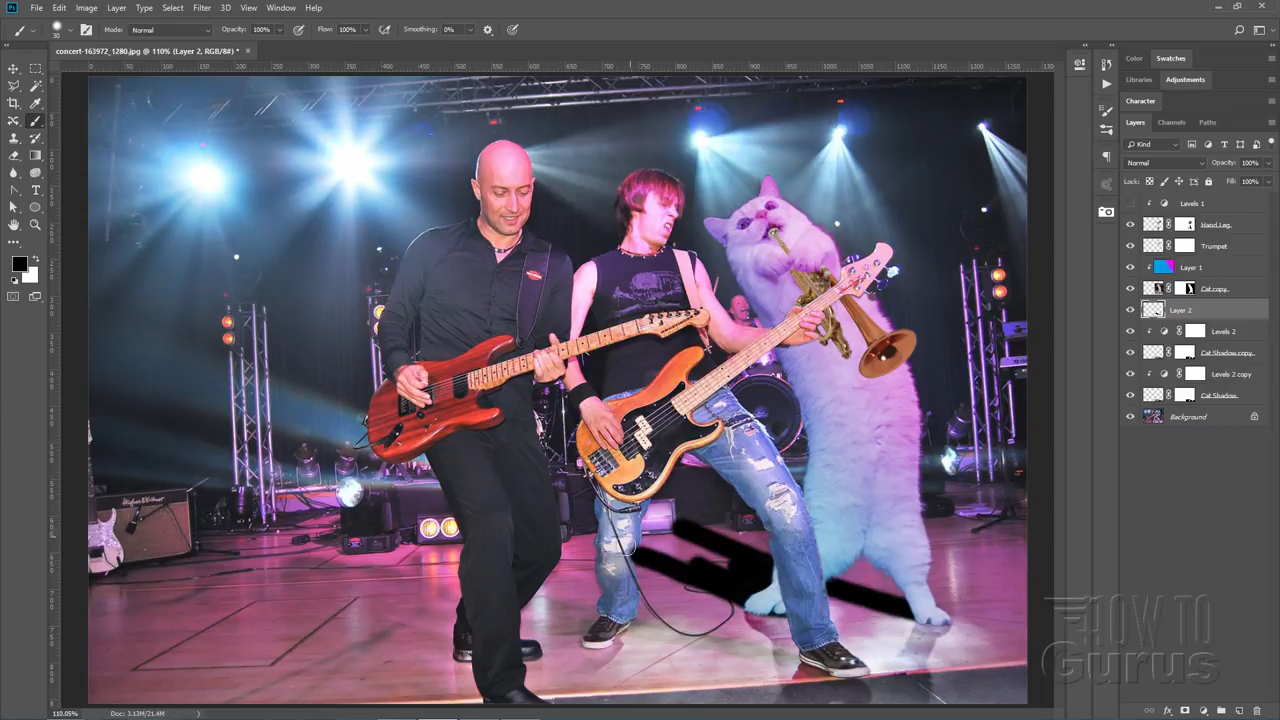 File Edit Image Layer Type Select Filter 3D View Window Help
30 Mode: Normal Opacity: 100% Flow: 100% Smoothing: 0%
concert-163972_1280.jpg @ 110% (Layer 2, RGB/8#) *
Color Swatches
Libraries Adjustments
Character
Layers Channels Paths
Kind
Normal Opacity: 100%
Lock: Fill: 100%
Levels 1
Hand Leg
Trumpet
Layer 1
Cat copy
Layer 2
Levels 2
Cat Shadow copy
Levels 2 copy
Cat Shadow
Background
Hughes & Kettner
HOW TO
Gurus
110.05% Doc: 3.13M/21.4M